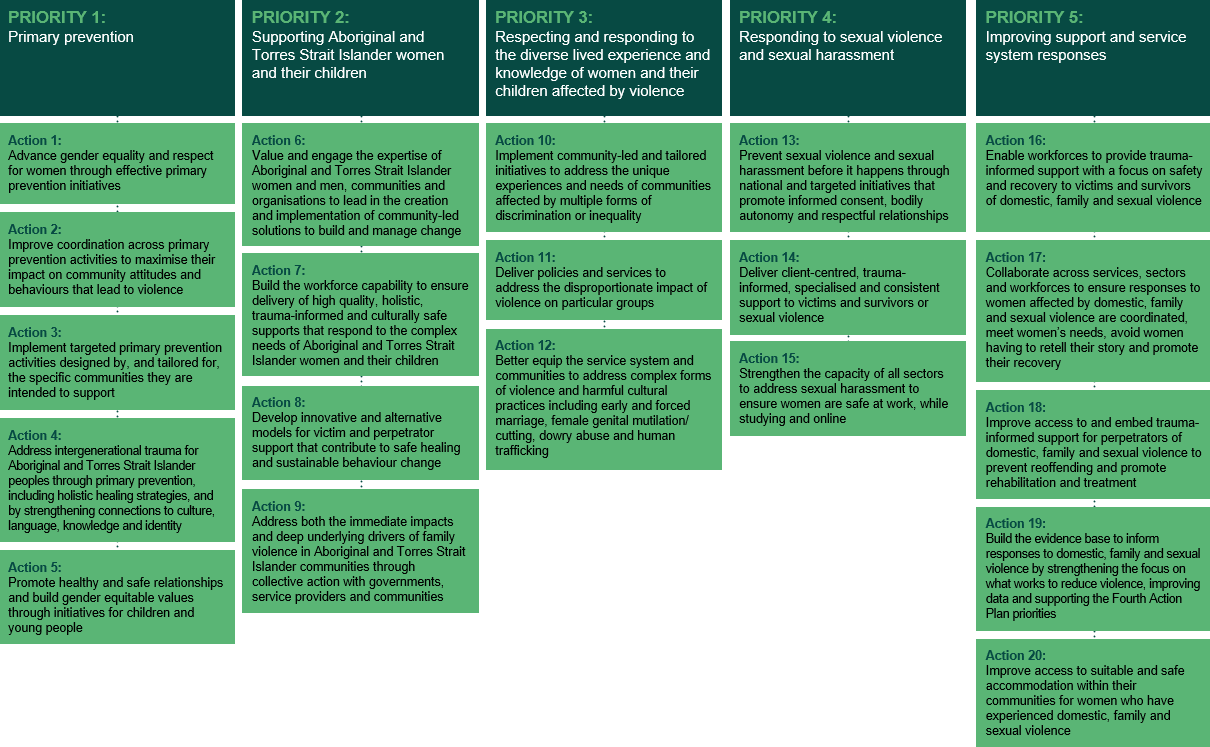 PRIORITY 1:
Primary prevention
Action 1:
Advance gender equality and respect
for women through effective primary
prevention initiatives
Action 2:
Improve coordination across primary
prevention activities to maximise their
impact on community attitudes and
behaviours that lead to violence
Action 3:
Implement targeted primary prevention
activities designed by, and tailored for,
the specific communities they are
intended to support
Action 4:
Address intergenerational trauma for
Aboriginal and Torres Strait Islander
peoples through primary prevention,
including holistic healing strategies, and
by strengthening connections to culture,
language, knowledge and identity
Action 5:
Promote healthy and safe relationships
and build gender equitable values
through initiatives for children and
young people
PRIORITY 2:
Supporting Aboriginal and
Torres Strait Islander women
and their children
Action 6:
Value and engage the expertise of
Aboriginal and Torres Strait Islander
women and men, communities and
organisations to lead in the creation
and implementation of community-led
solutions to build and manage change
Action 7:
Build the workforce capability to ensure
delivery of high quality, holistic,
trauma-informed and culturally safe
supports that respond to the complex
needs of Aboriginal and Torres Strait
Islander women and their children
Action 8:
Develop innovative and alternative
models for victim and perpetrator
support that contribute to safe healing
and sustainable behaviour change
Action 9:
Address both the immediate impacts
and deep underlying drivers of family
violence in Aboriginal and Torres Strait
Islander communities through
collective action with governments,
service providers and communities
PRIORITY 3:
Respecting and responding to
the diverse lived experience and
knowledge of women and their
children affected by violence
Action 10:
Implement community-led and tailored
initiatives to address the unique
experiences and needs of communities
affected by multiple forms of
discrimination or inequality
Action 11:
Deliver policies and services to
address the disproportionate impact of
violence on particular groups
Action 12:
Better equip the service system and
communities to address complex forms
of violence and harmful cultural
practices including early and forced
marriage, female genital mutilation/
cutting, dowry abuse and human
trafficking
PRIORITY 4:
Responding to sexual violence
and sexual harassment
Action 13:
Prevent sexual violence and sexual
harassment before it happens through
national and targeted initiatives that
promote informed consent, bodily
autonomy and respectful relationships
Action 14:
Deliver client-centred, trauma-
informed, specialised and consistent
support to victims and survivors or
sexual violence
Action 15:
Strengthen the capacity of all sectors
to address sexual harassment to
ensure women are safe at work, while
studying and online
PRIORITY 5:
Improving support and service
system responses
Action 16:
Enable workforces to provide trauma-
informed support with a focus on safety
and recovery to victims and survivors
of domestic, family and sexual violence
Action 17:
Collaborate across services, sectors
and workforces to ensure responses to
women affected by domestic, family
and sexual violence are coordinated,
meet women's needs, avoid women
having to retell their story and promote
their recovery
Action 18:
Improve access to and embed trauma-
informed support for perpetrators of
domestic, family and sexual violence to
prevent reoffending and promote
rehabilitation and treatment
Action 19:
Build the evidence base to inform
responses to domestic, family and sexual
violence by strengthening the focus on
what works to reduce violence, improving
data and supporting the Fourth Action
Plan priorities
Action 20:
Improve access to suitable and safe
accommodation within their
communities for women who have
experienced domestic, family and
sexual violence